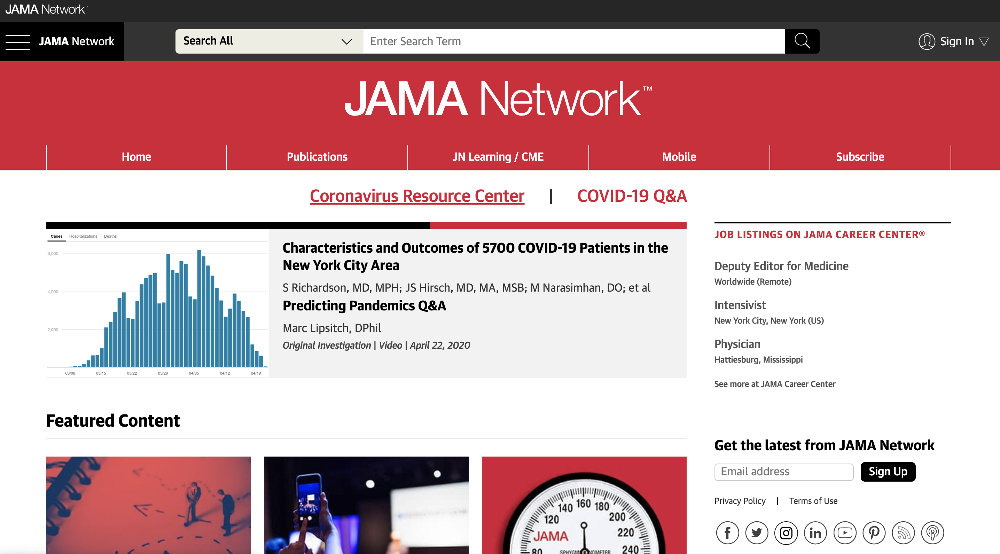 JAMA Network™
JAMA Network
Search All
Enter Search Term
Sign In
JAMA Network™
Home
Publications
JN Learning / CME
Mobile
Subscribe
Coronavirus Resource Center | COVID-19 Q&A
Cases Hospitalizations Deaths
6,000
4,000
2,000
03/08 03/15 03/22 03/29 04/05 04/12 04/19
Characteristics and Outcomes of 5700 COVID-19 Patients in the
New York City Area
S Richardson, MD, MPH; JS Hirsch, MD, MA, MSB; M Narasimhan, DO; et al
Predicting Pandemics Q&A
Marc Lipsitch, DPhil
Original Investigation | Video | April 22, 2020
JOB LISTINGS ON JAMA CAREER CENTER®
Deputy Editor for Medicine
Worldwide (Remote)
Intensivist
New York City, New York (US)
Physician
Hattiesburg, Mississippi
See more at JAMA Career Center
Featured Content
80 120 140 160 180 200 220 240
JAMA
Get the latest from JAMA Network
Email address
Sign Up
Privacy Policy | Terms of Use